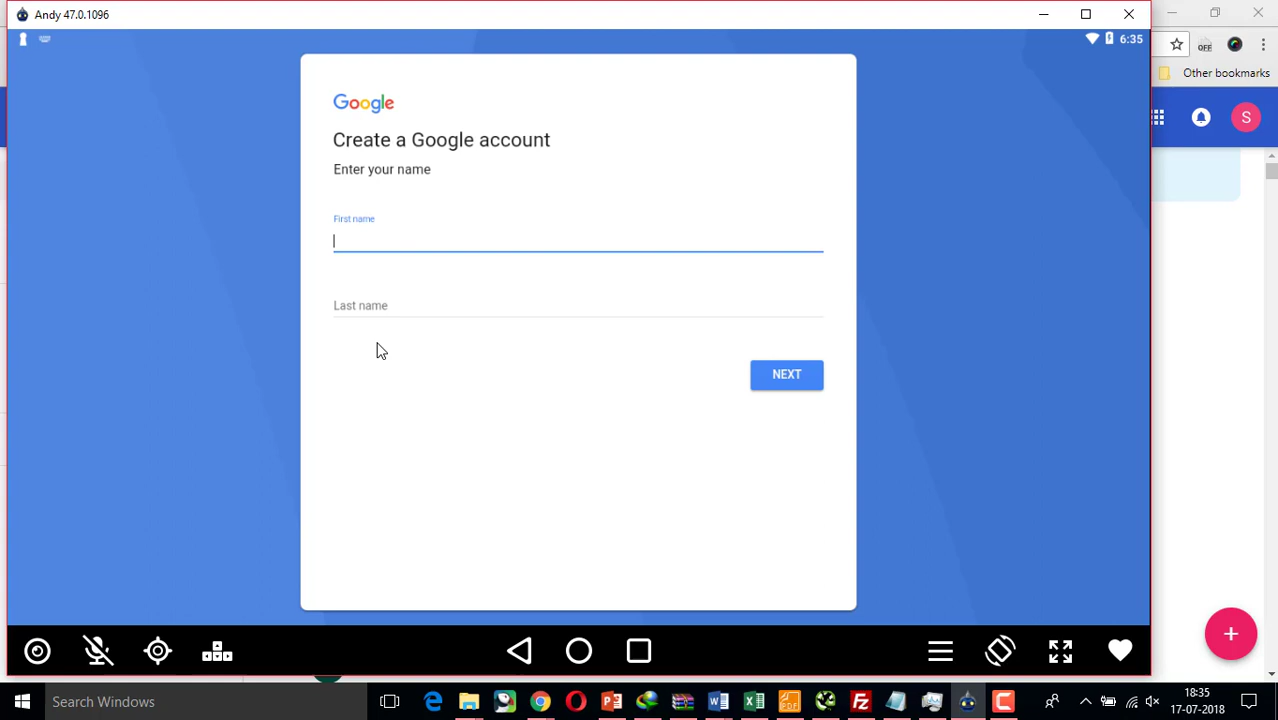 Andy 47.0.1096
6:35
OFF
Other bookmarks
S
Google
Create a Google account
Enter your name
First name
Last name
NEXT
+
Search Windows
18:35
17-07-2018